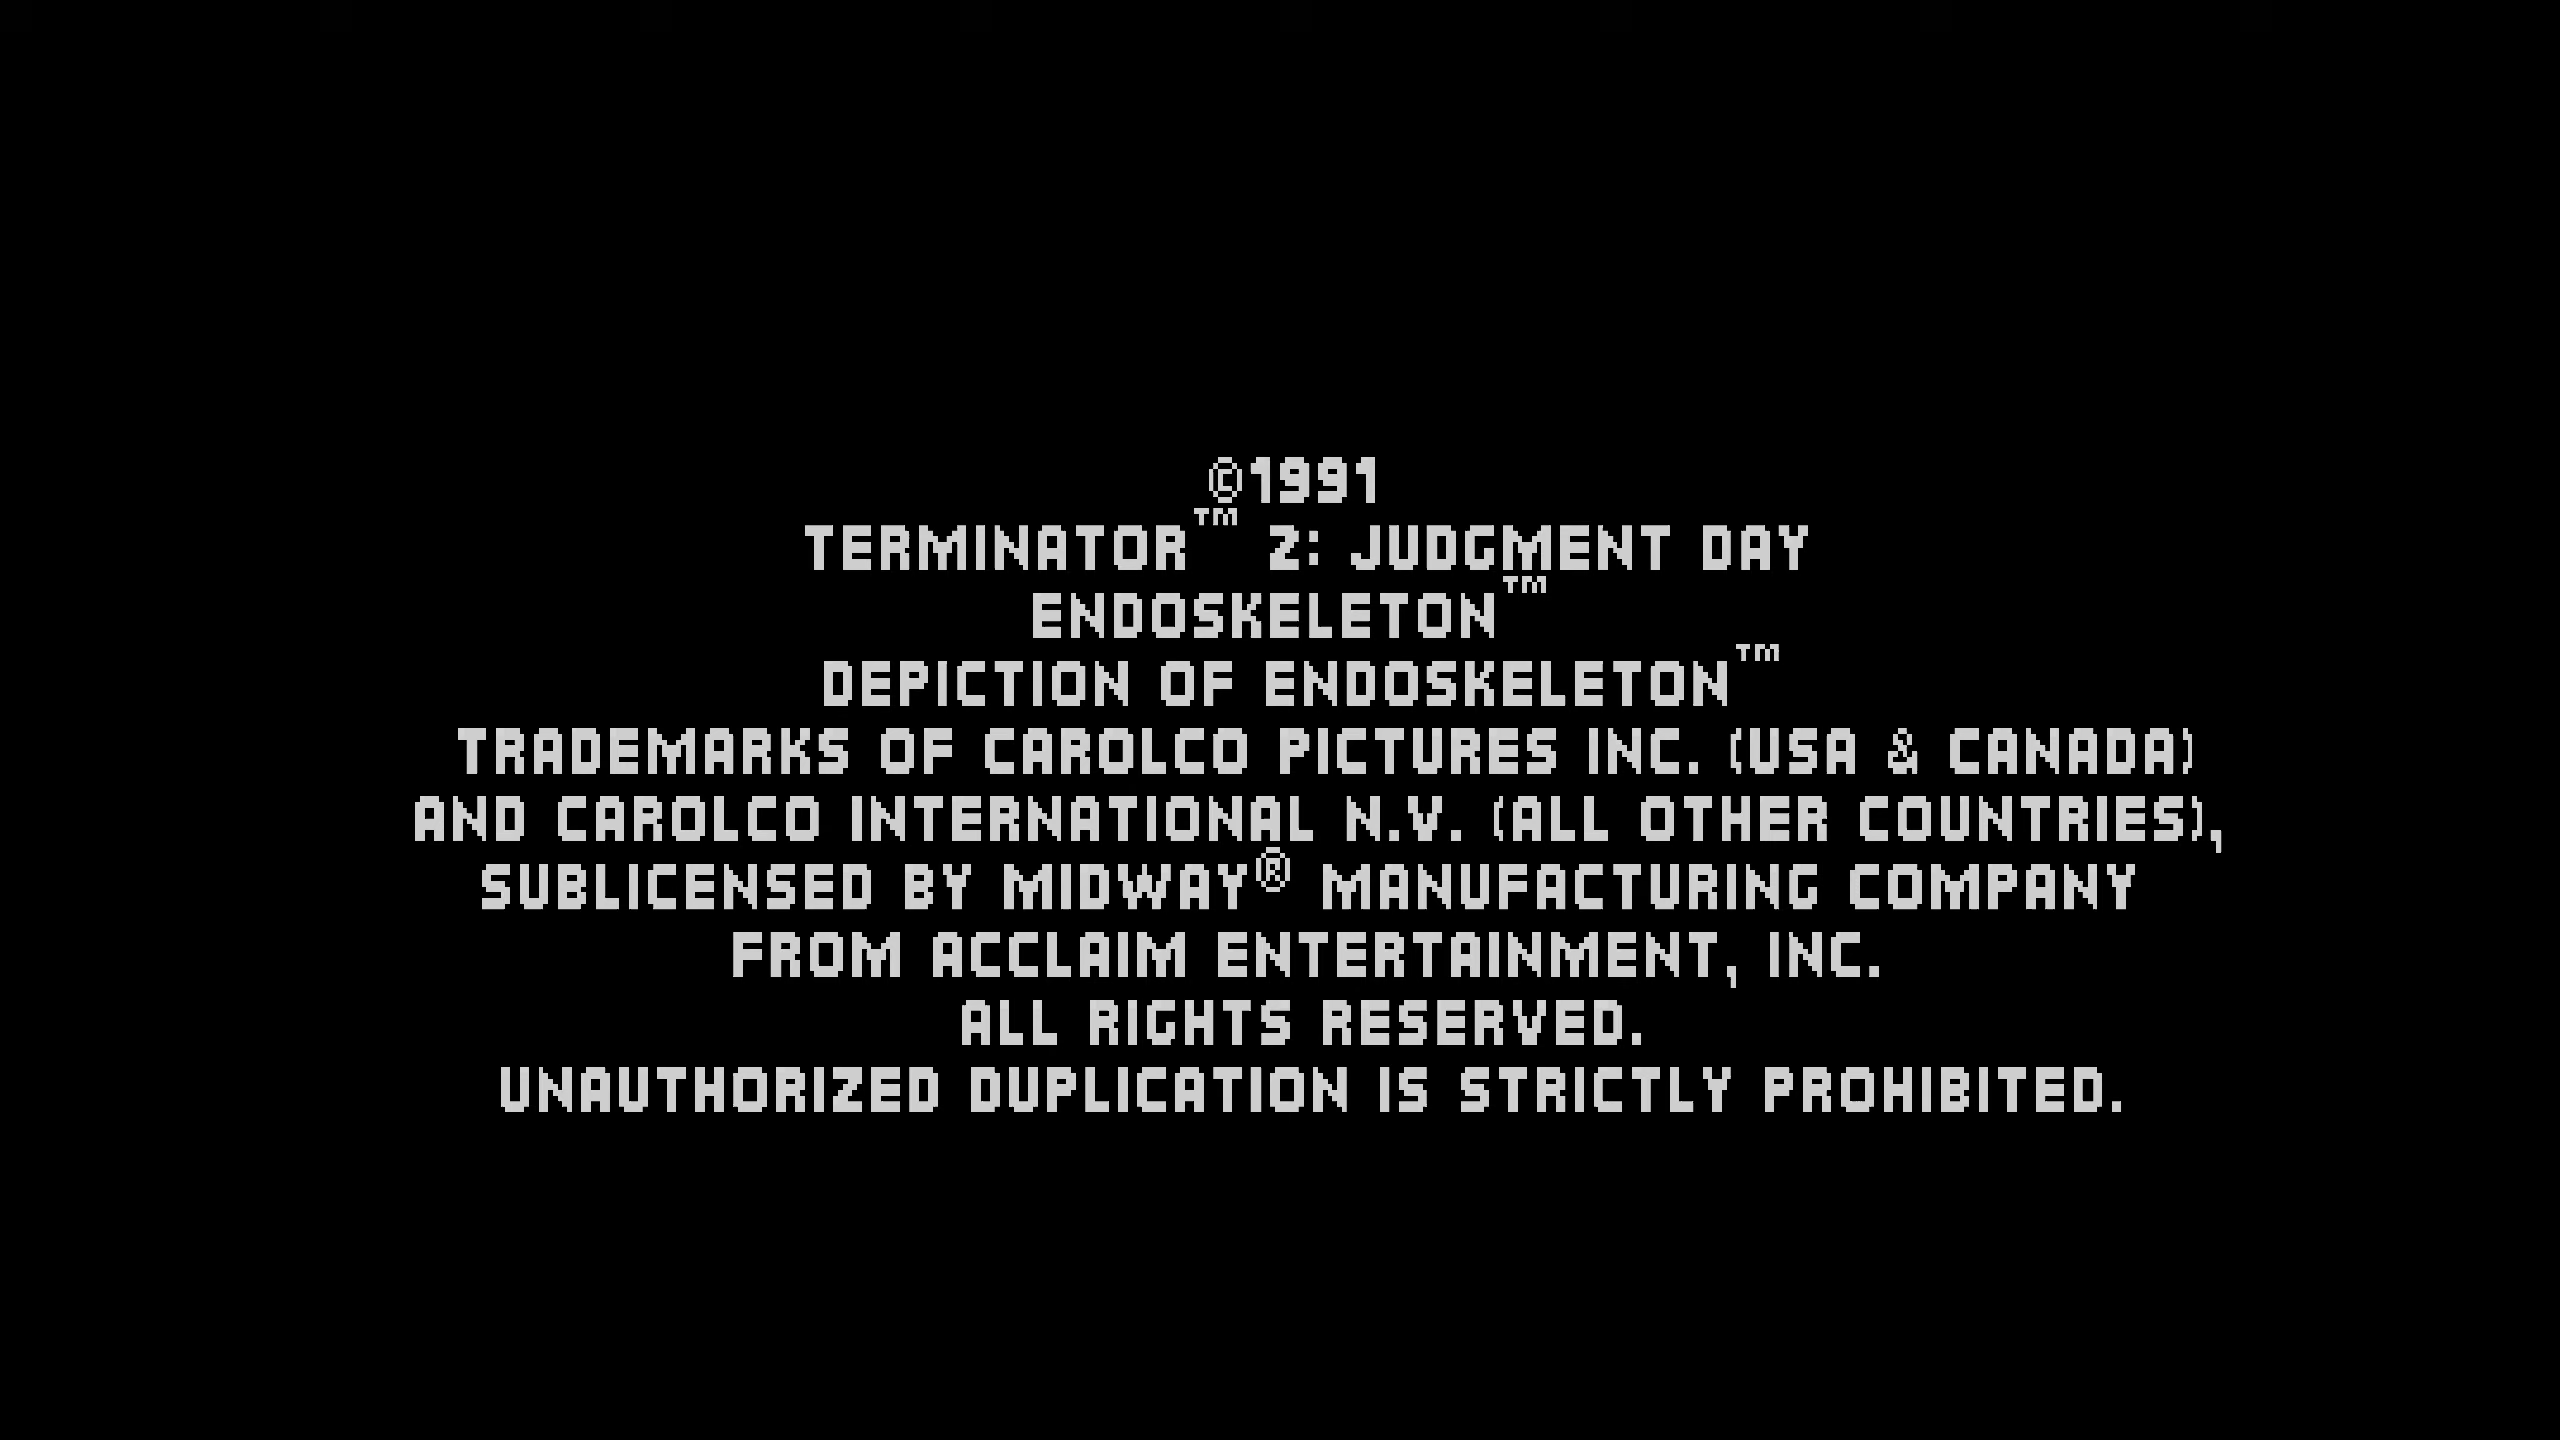 ©1991
TERMINATOR™ 2: JUDGMENT DAY
ENDOSKELETON™
DEPICTION OF ENDOSKELETON™
TRADEMARKS OF CAROLCO PICTURES INC. (USA & CANADA)
AND CAROLCO INTERNATIONAL N.V. (ALL OTHER COUNTRIES),
SUBLICENSED BY MIDWAY® MANUFACTURING COMPANY
FROM ACCLAIM ENTERTAINMENT, INC.
ALL RIGHTS RESERVED.
UNAUTHORIZED DUPLICATION IS STRICTLY PROHIBITED.